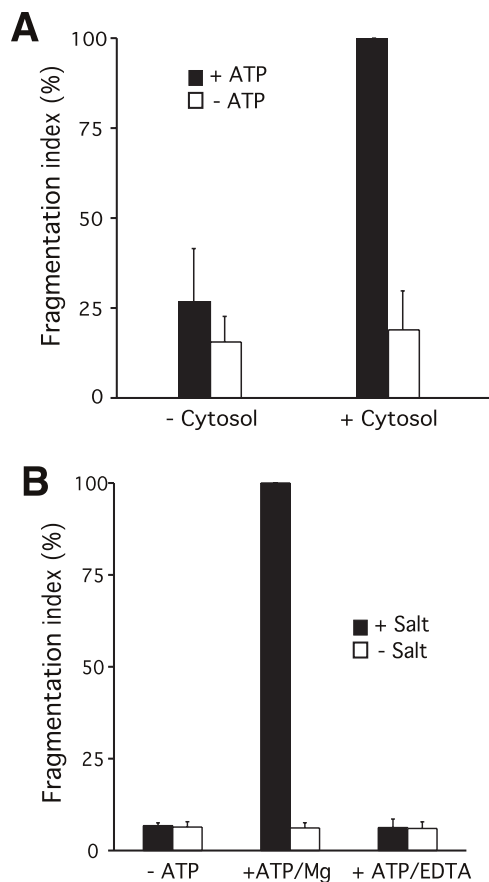 A
Fragmentation index (%)
100
75
50
25
0
+ ATP
- ATP
- Cytosol
+ Cytosol
B
Fragmentation index (%)
100
75
50
25
0
+ Salt
- Salt
- ATP
+ATP/Mg
+ ATP/EDTA